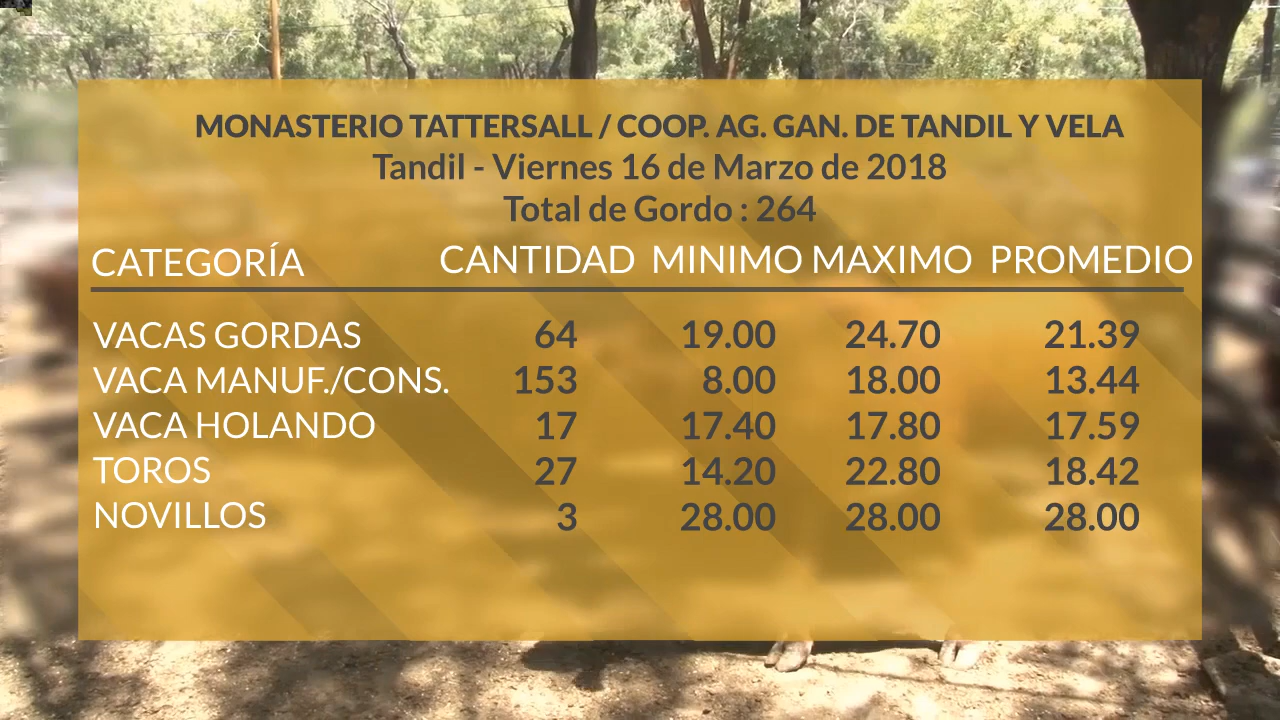 MONASTERIO TATTERSALL / COOP. AG. GAN. DE TANDIL Y VELA
Tandil - Viernes 16 de Marzo de 2018
Total de Gordo : 264
CATEGORÍA CANTIDAD MINIMO MAXIMO PROMEDIO
VACAS GORDAS 64 19.00 24.70 21.39
VACA MANUF./CONS. 153 8.00 18.00 13.44
VACA HOLANDO 17 17.40 17.80 17.59
TOROS 27 14.20 22.80 18.42
NOVILLOS 3 28.00 28.00 28.00